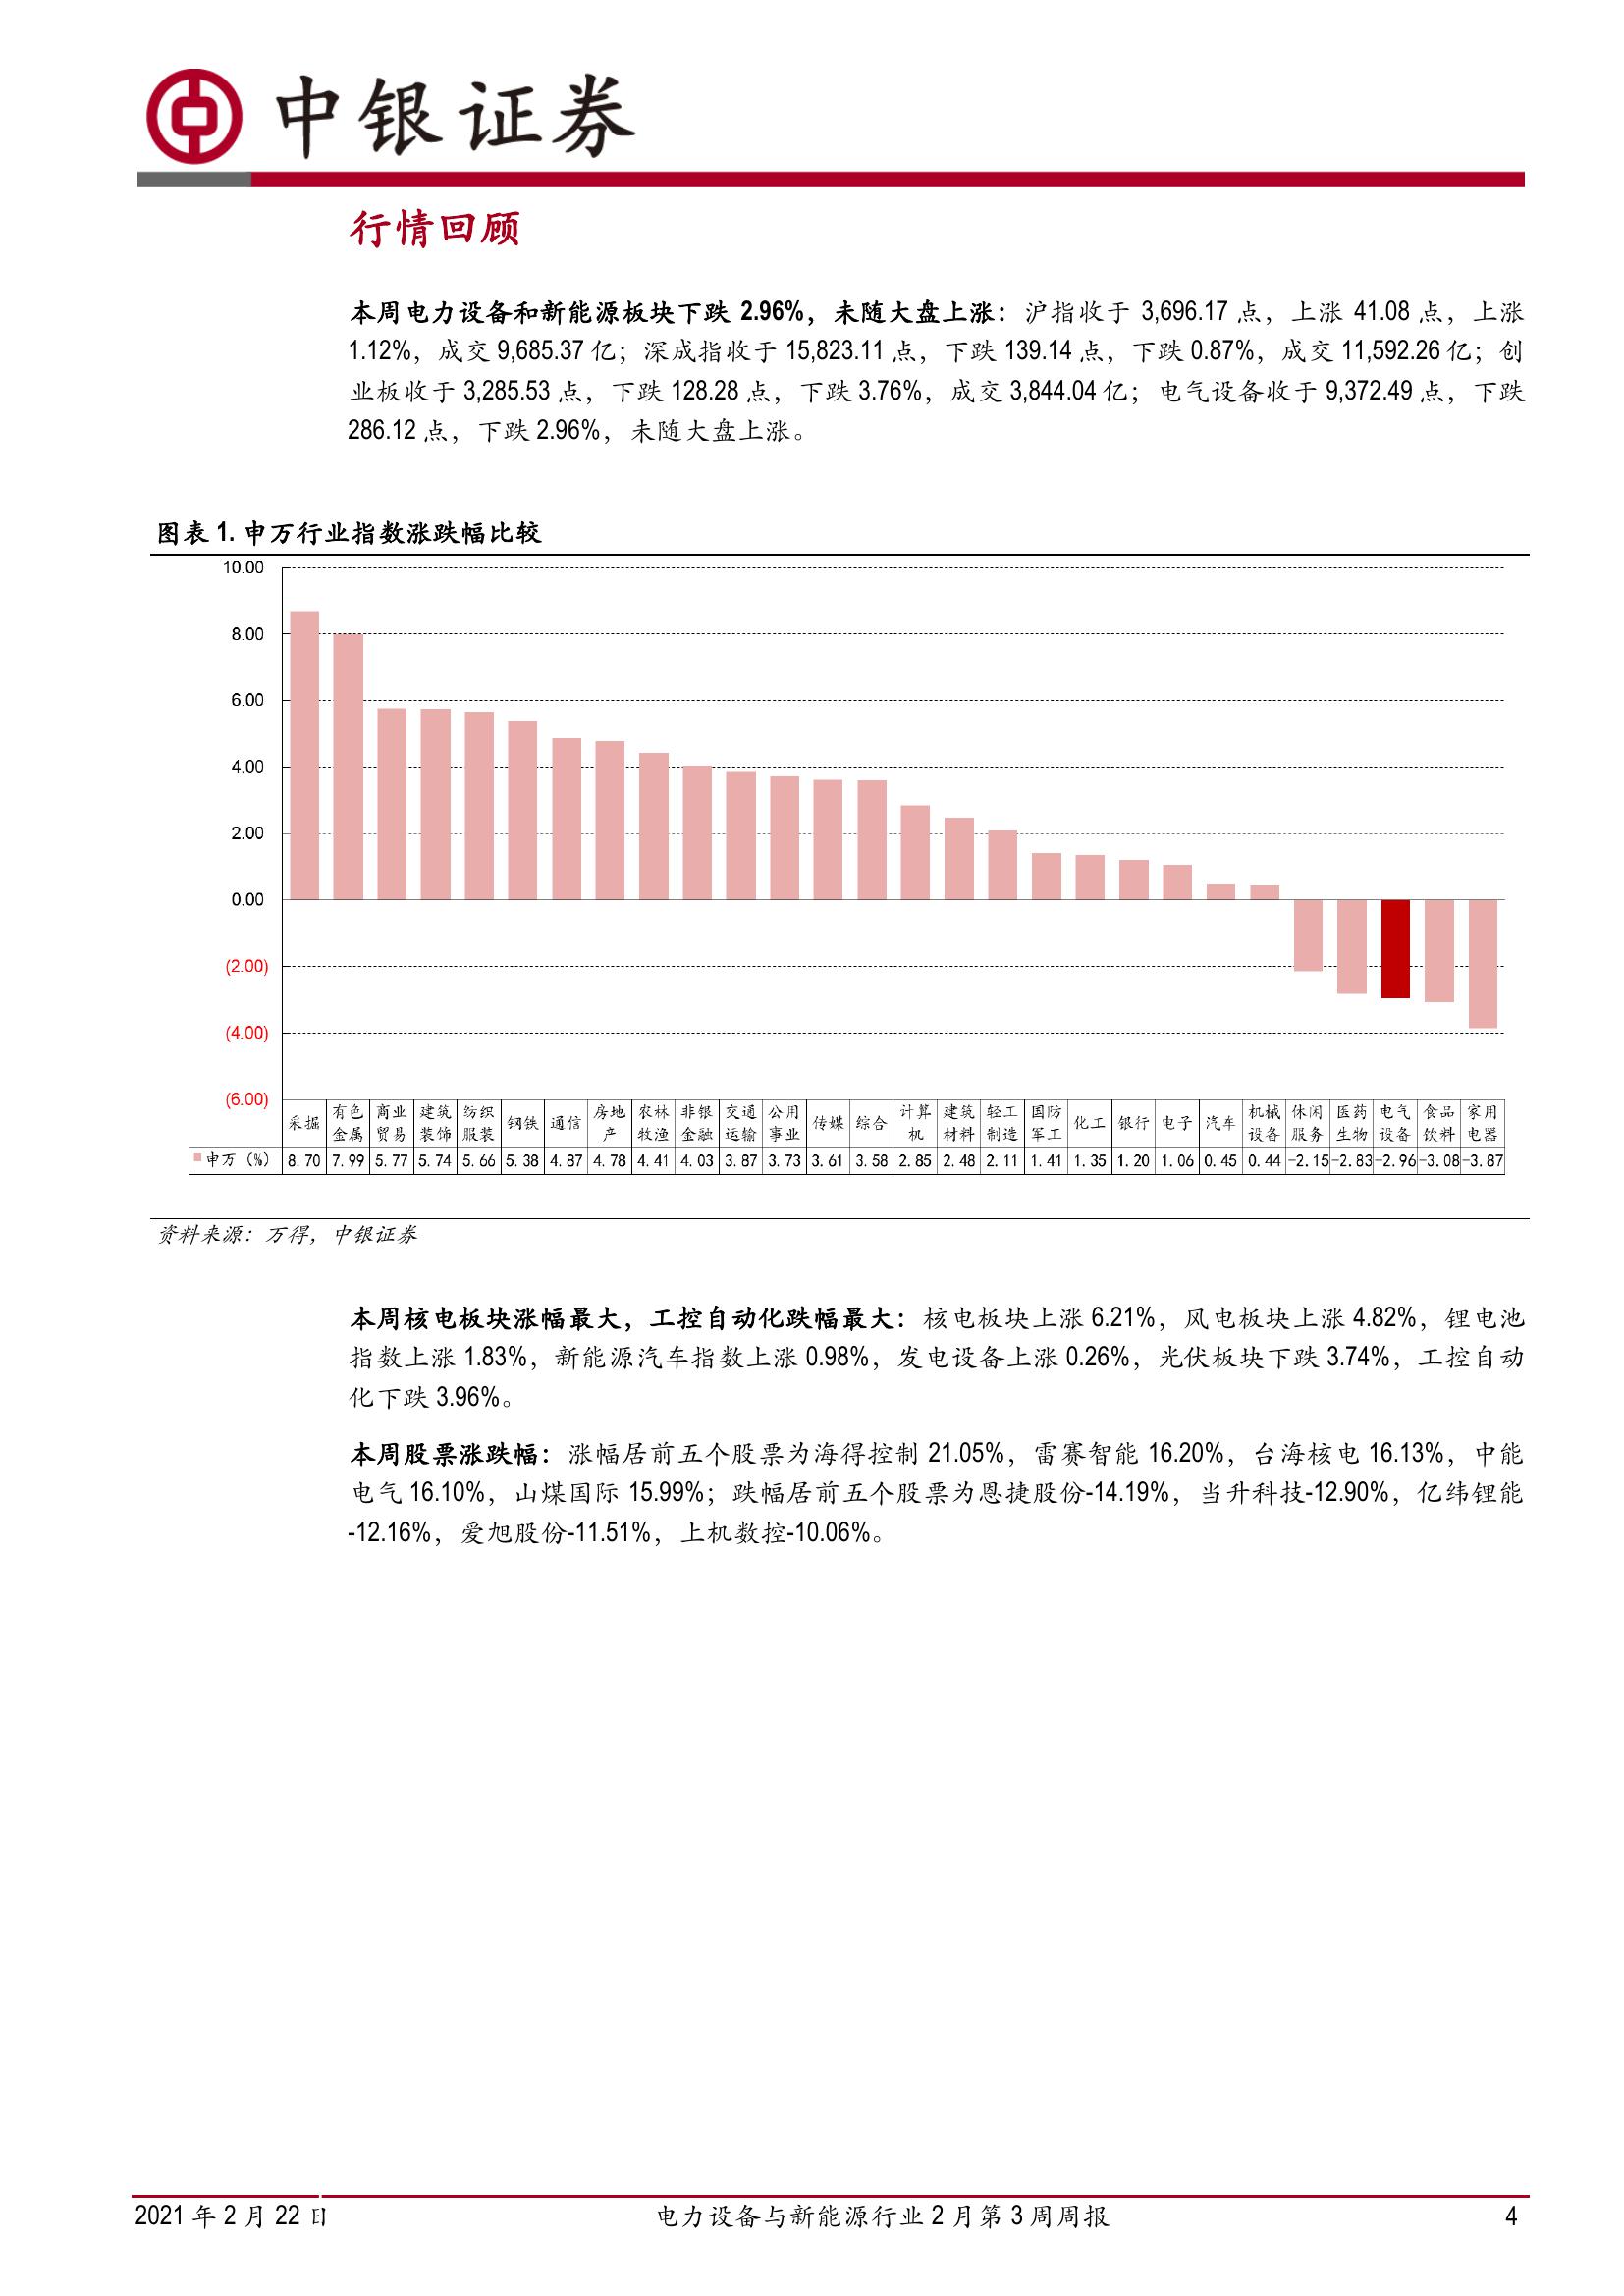 中银证券
行情回顾
本周电力设备和新能源板块下跌 2.96%，未随大盘上涨：沪指收于 3,696.17 点，上涨 41.08 点，上涨
1.12%，成交 9,685.37 亿；深成指收于 15,823.11 点，下跌 139.14 点，下跌 0.87%，成交 11,592.26 亿；创
业板收于 3,285.53 点，下跌 128.28 点，下跌 3.76%，成交 3,844.04 亿；电气设备收于 9,372.49 点，下跌
286.12 点，下跌 2.96%，未随大盘上涨。
图表 1. 申万行业指数涨跌幅比较
10.00
8.00
6.00
4.00
2.00
0.00
(2.00)
(4.00)
(6.00)
采掘 有色金属 商业贸易 建筑装饰 纺织服装 钢铁 通信 房地产 农林牧渔 非银金融 交通运输 公用事业 传媒 综合 计算机 建筑材料 轻工制造 国防军工 化工 银行 电子 汽车 机械设备 休闲服务 医药生物 电气设备 食品饮料 家用电器
申万（%） 8.70 7.99 5.77 5.74 5.66 5.38 4.87 4.78 4.41 4.03 3.87 3.73 3.61 3.58 2.85 2.48 2.11 1.41 1.35 1.20 1.06 0.45 0.44 -2.15 -2.83 -2.96 -3.08 -3.87
资料来源：万得，中银证券
本周核电板块涨幅最大，工控自动化跌幅最大：核电板块上涨 6.21%，风电板块上涨 4.82%，锂电池
指数上涨 1.83%，新能源汽车指数上涨 0.98%，发电设备上涨 0.26%，光伏板块下跌 3.74%，工控自动
化下跌 3.96%。
本周股票涨跌幅：涨幅居前五个股票为海得控制 21.05%，雷赛智能 16.20%，台海核电 16.13%，中能
电气 16.10%，山煤国际 15.99%；跌幅居前五个股票为恩捷股份-14.19%，当升科技-12.90%，亿纬锂能
-12.16%，爱旭股份-11.51%，上机数控-10.06%。
2021 年 2 月 22 日 电力设备与新能源行业 2 月第 3 周周报 4